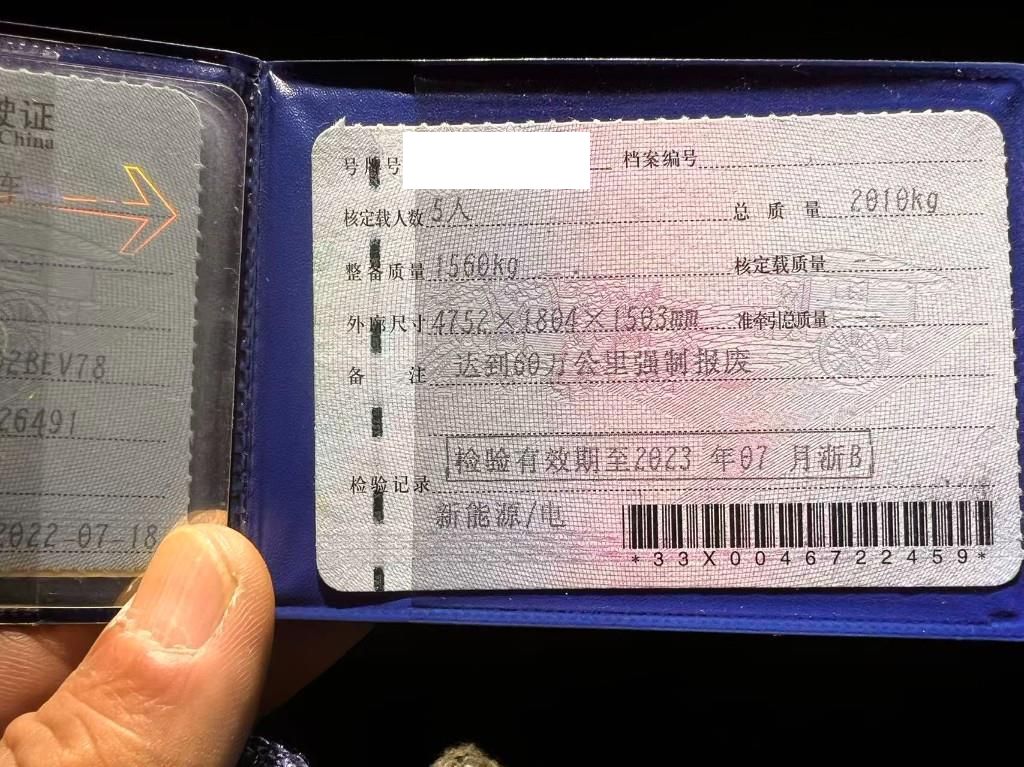 驶证
China
车
2BEV78
26491
2022-07-18
号牌号
档案编号
核定载人数 5人
总质量 2010kg
整备质量 1560kg
核定载质量
外廓尺寸 4752×1804×1503mm
准牵引总质量
备注 达到60万公里强制报废
检验有效期至2023 年07 月浙B
检验记录
新能源/电
*33X0046722459*